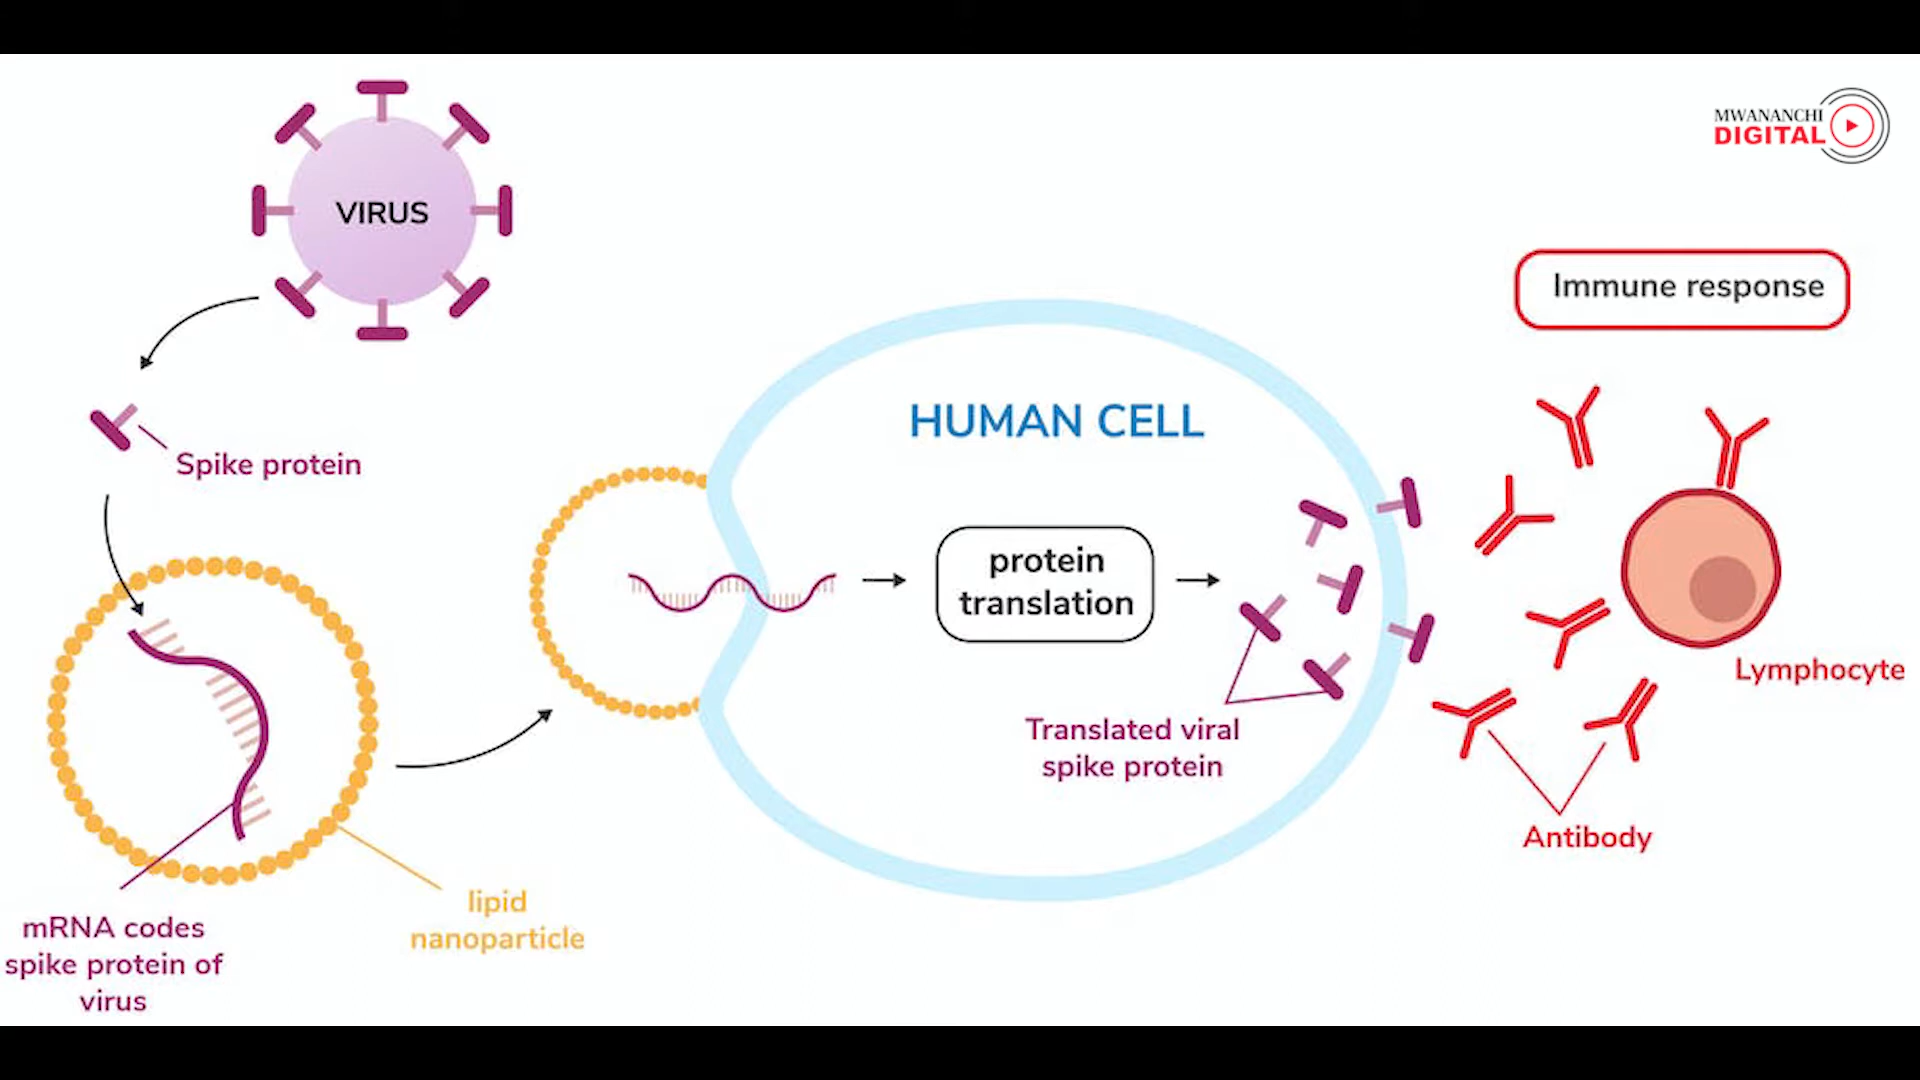 VIRUS
MWANANCHI
DIGITAL
Immune response
HUMAN CELL
Spike protein
protein
translation
Lymphocyte
Translated viral
spike protein
Antibody
lipid
nanoparticle
mRNA codes
spike protein of
virus